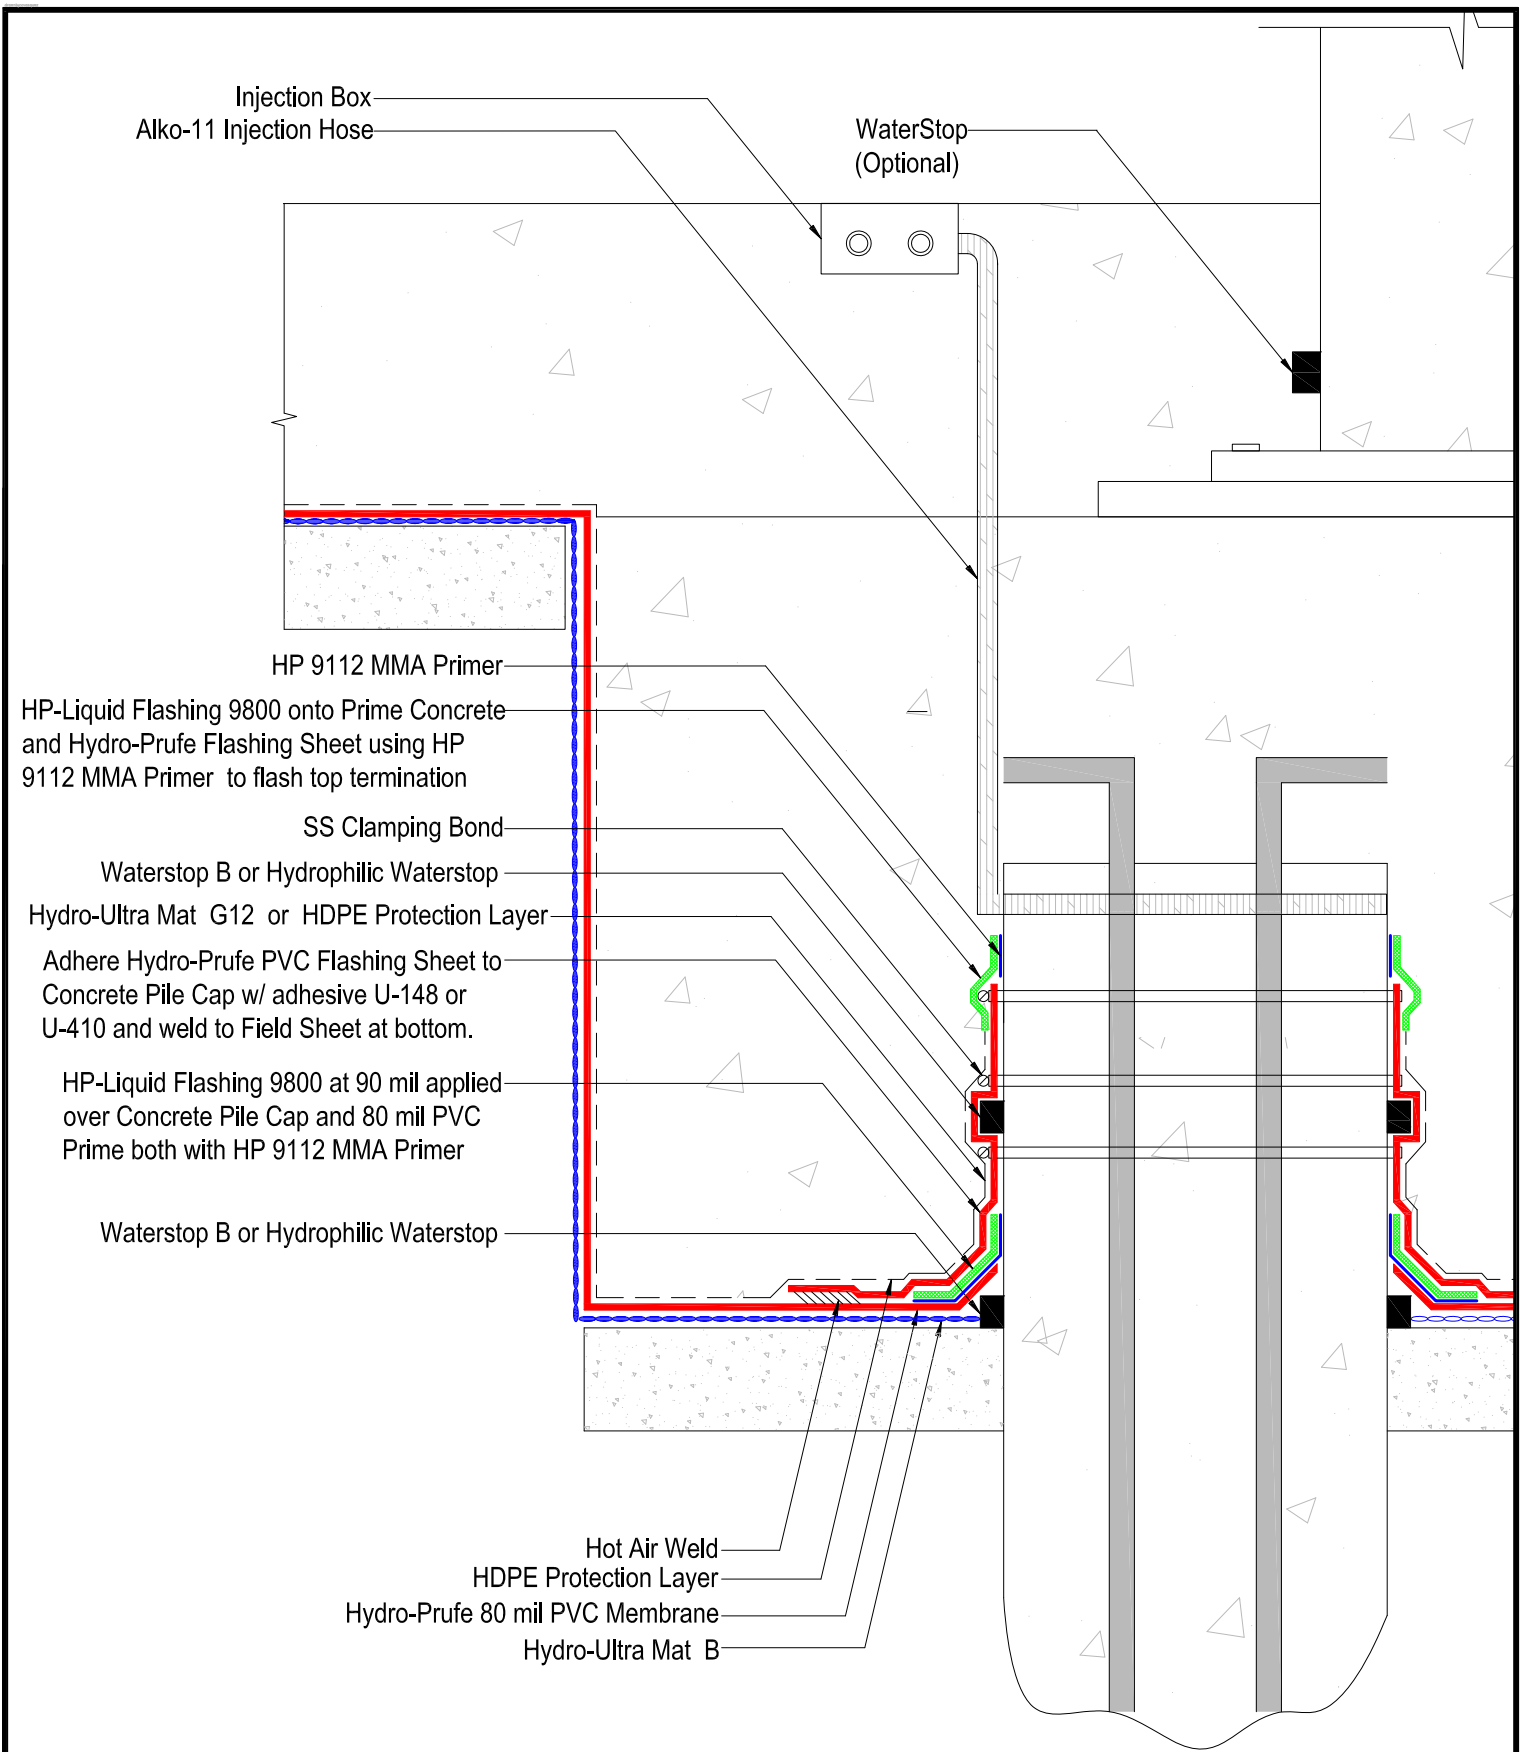 Injection Box
Alko-11 Injection Hose
WaterStop
(Optional)
HP 9112 MMA Primer
HP-Liquid Flashing 9800 onto Prime Concrete
and Hydro-Prufe Flashing Sheet using HP
9112 MMA Primer to flash top termination
SS Clamping Bond
Waterstop B or Hydrophilic Waterstop
Hydro-Ultra Mat G12 or HDPE Protection Layer
Adhere Hydro-Prufe PVC Flashing Sheet to
Concrete Pile Cap w/ adhesive U-148 or
U-410 and weld to Field Sheet at bottom.
HP-Liquid Flashing 9800 at 90 mil applied
over Concrete Pile Cap and 80 mil PVC
Prime both with HP 9112 MMA Primer
Waterstop B or Hydrophilic Waterstop
Hot Air Weld
HDPE Protection Layer
Hydro-Prufe 80 mil PVC Membrane
Hydro-Ultra Mat B